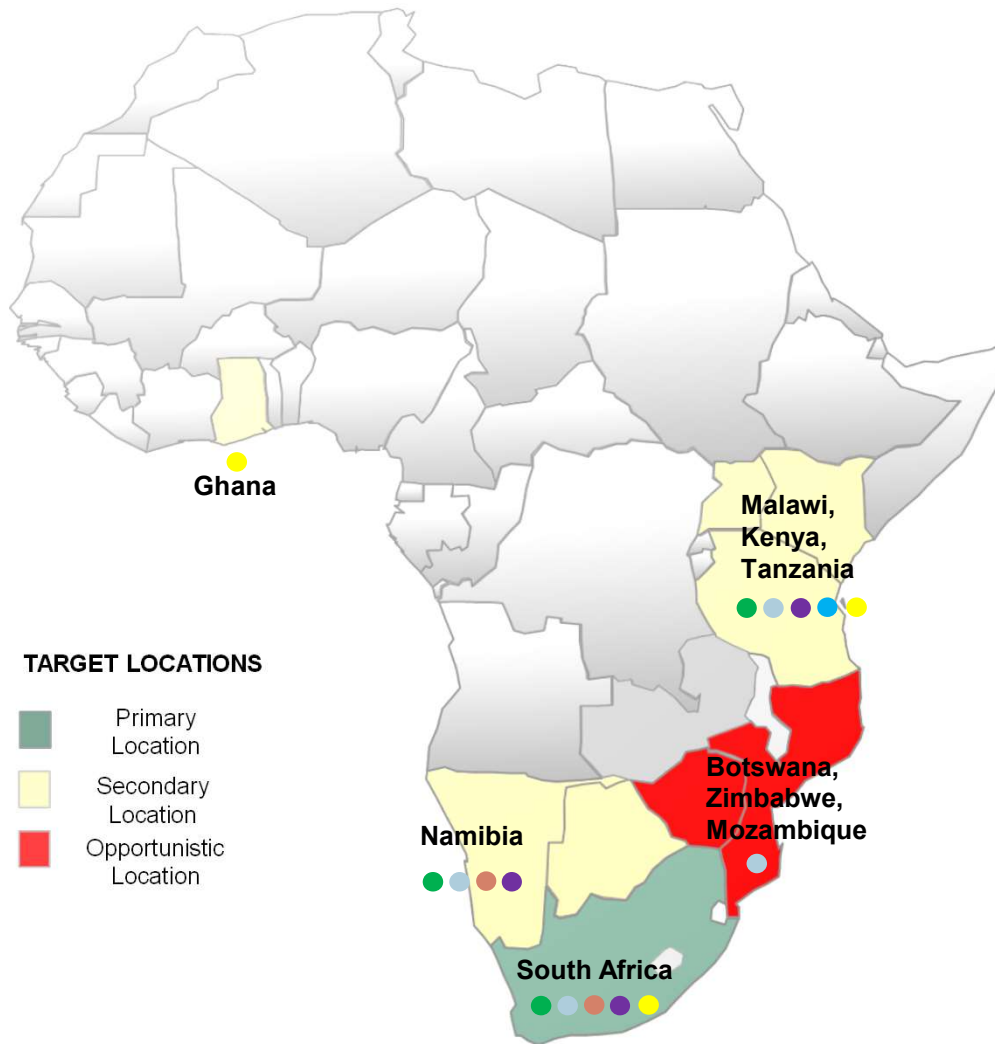 Ghana
Malawi,
Kenya,
Tanzania
TARGET LOCATIONS
Primary
Location
Secondary
Location
Opportunistic
Location
Botswana,
Zimbabwe,
Mozambique
Namibia
South Africa